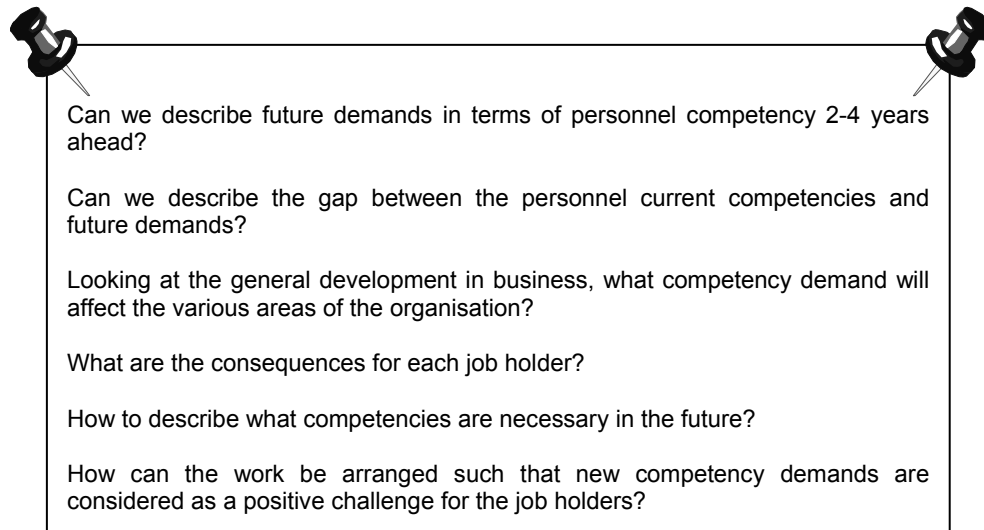 Can we describe future demands in terms of personnel competency 2-4 years
ahead?
Can we describe the gap between the personnel current competencies and
future demands?
Looking at the general development in business, what competency demand will
affect the various areas of the organisation?
What are the consequences for each job holder?
How to describe what competencies are necessary in the future?
How can the work be arranged such that new competency demands are
considered as a positive challenge for the job holders?